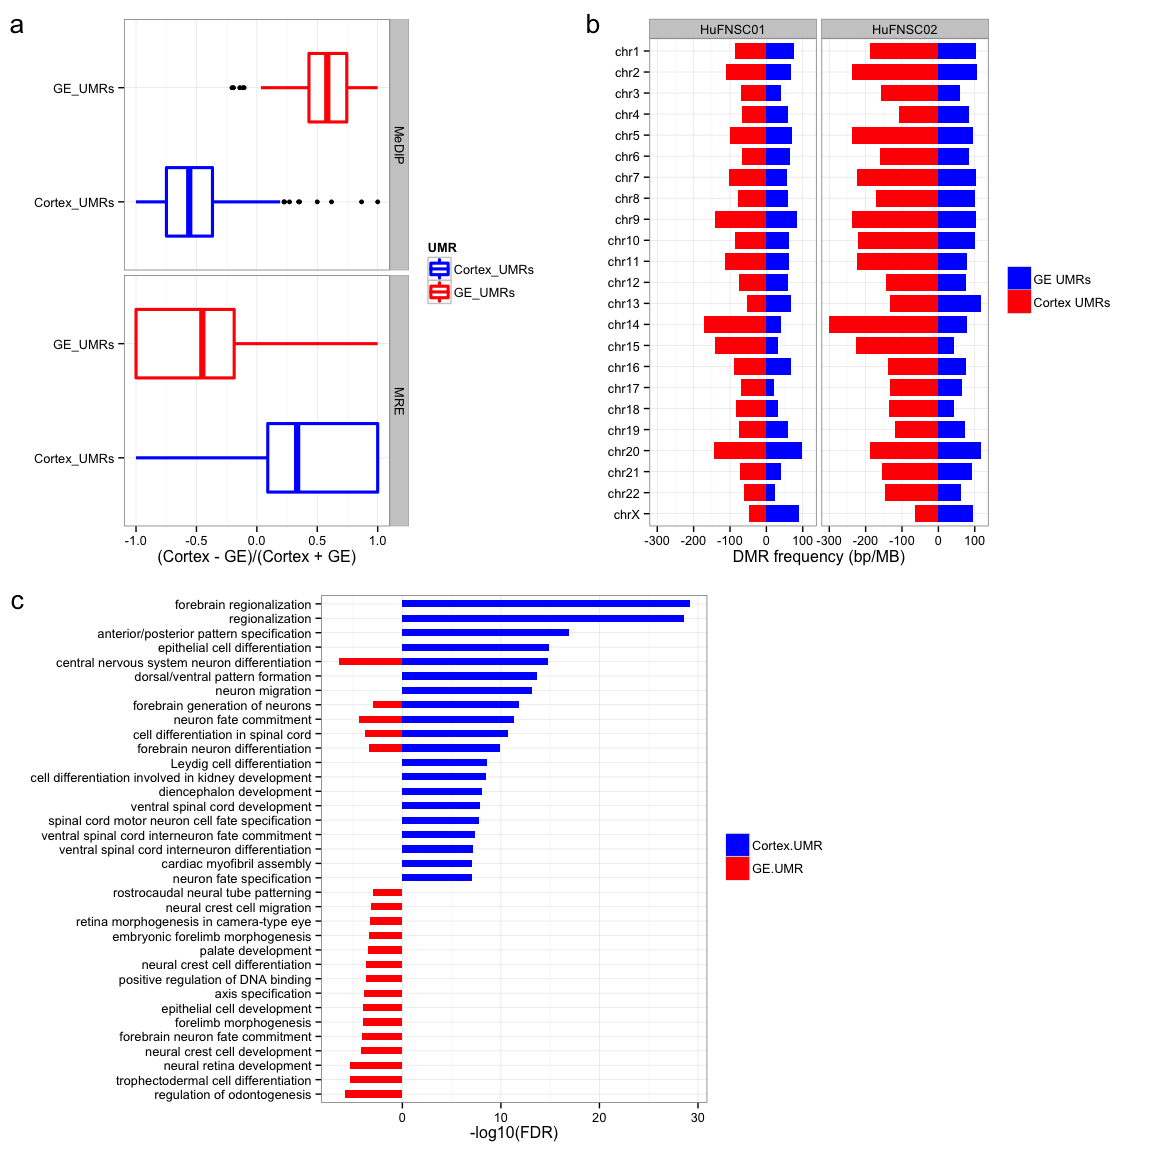 a
GE_UMRs
Cortex_UMRs
MeDIP
GE_UMRs
Cortex_UMRs
MRE
-1.0 -0.5 0.0 0.5 1.0
(Cortex - GE)/(Cortex + GE)
UMR
Cortex_UMRs
GE_UMRs
b
HuFNSC01 HuFNSC02
chr1
chr2
chr3
chr4
chr5
chr6
chr7
chr8
chr9
chr10
chr11
chr12
chr13
chr14
chr15
chr16
chr17
chr18
chr19
chr20
chr21
chr22
chrX
-300 -200 -100 0 100 -300 -200 -100 0 100
DMR frequency (bp/MB)
GE UMRs
Cortex UMRs
c
forebrain regionalization
regionalization
anterior/posterior pattern specification
epithelial cell differentiation
central nervous system neuron differentiation
dorsal/ventral pattern formation
neuron migration
forebrain generation of neurons
neuron fate commitment
cell differentiation in spinal cord
forebrain neuron differentiation
Leydig cell differentiation
cell differentiation involved in kidney development
diencephalon development
ventral spinal cord development
spinal cord motor neuron cell fate specification
ventral spinal cord interneuron fate commitment
ventral spinal cord interneuron differentiation
cardiac myofibril assembly
neuron fate specification
rostrocaudal neural tube patterning
neural crest cell migration
retina morphogenesis in camera-type eye
embryonic forelimb morphogenesis
palate development
neural crest cell differentiation
positive regulation of DNA binding
axis specification
epithelial cell development
forelimb morphogenesis
forebrain neuron fate commitment
neural crest cell development
neural retina development
trophectodermal cell differentiation
regulation of odontogenesis
0 10 20 30
-log10(FDR)
Cortex.UMR
GE.UMR